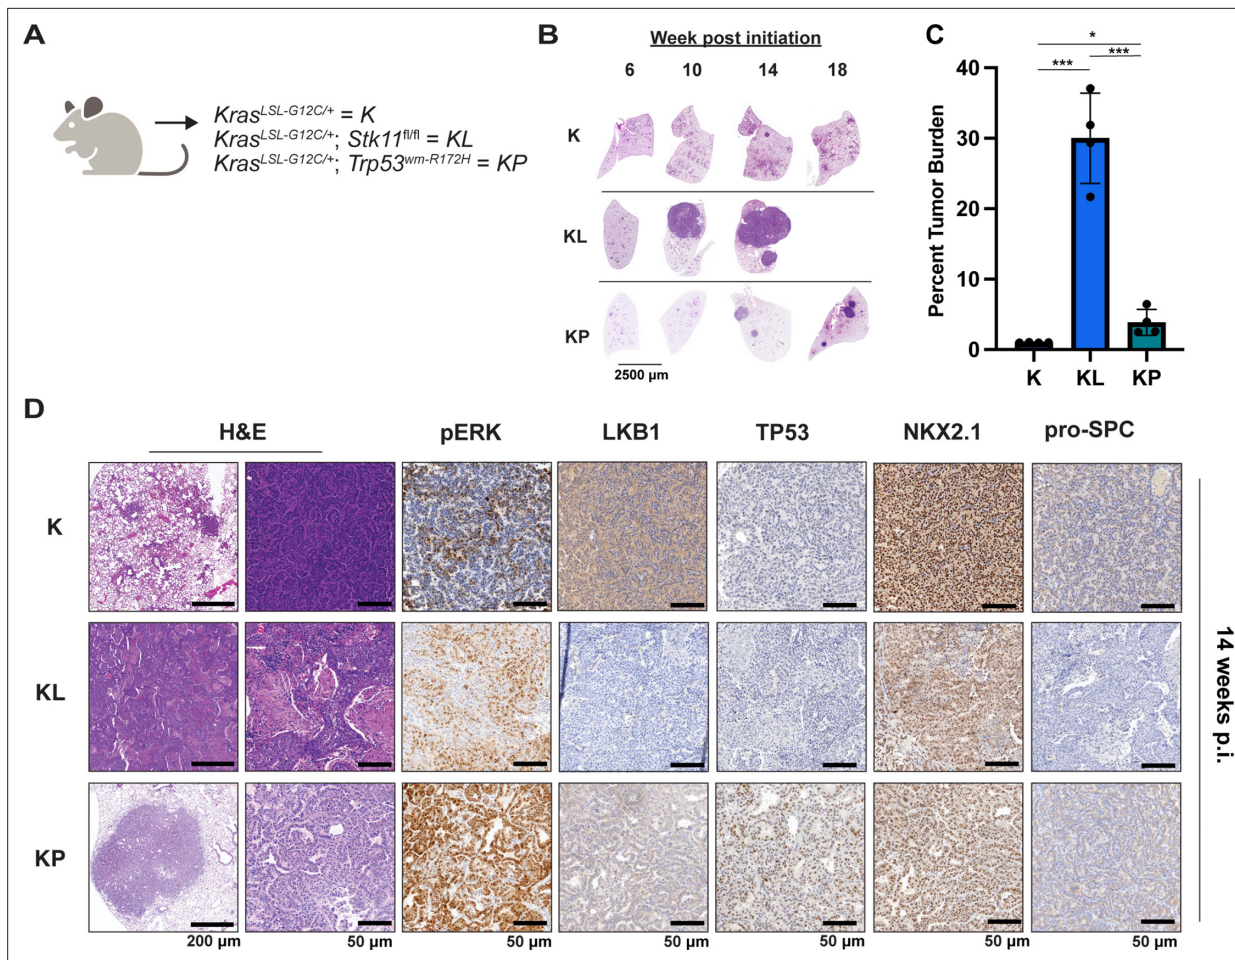 A
Kras^LSL-G12C/+ = K
Kras^LSL-G12C/+; Stk11^fl/fl = KL
Kras^LSL-G12C/+; Trp53^wm-R172H = KP
B
Week post initiation
6 10 14 18
K
KL
KP
2500 µm
C
Percent Tumor Burden
40
30
20
10
0
*
*** ***
K KL KP
D
H&E pERK LKB1 TP53 NKX2.1 pro-SPC
K
KL
KP
14 weeks p.i.
200 µm 50 µm 50 µm 50 µm 50 µm 50 µm 50 µm